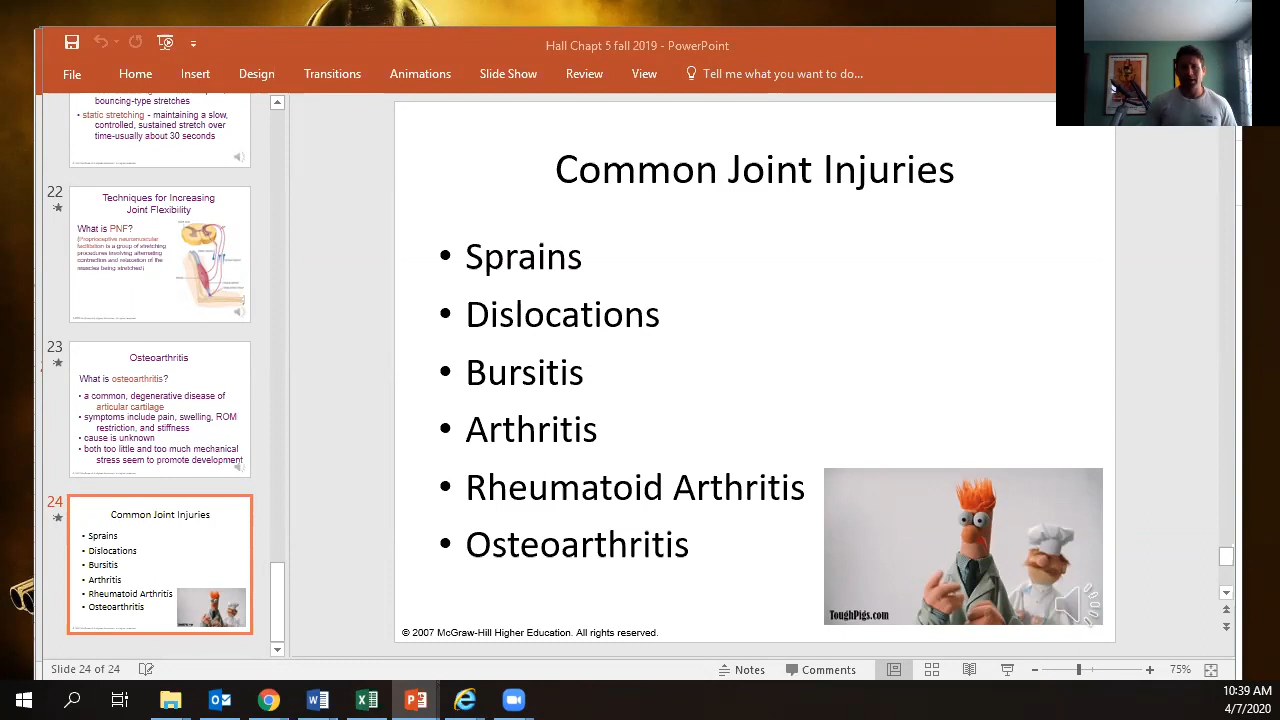 Hall Chapt 5 fall 2019 - PowerPoint
File
Home
Insert
Design
Transitions
Animations
Slide Show
Review
View
Tell me what you want to do...
bouncing-type stretches
• static stretching - maintaining a slow,
controlled, sustained stretch over
time-usually about 30 seconds
22
Techniques for Increasing
Joint Flexibility
What is PNF?
(Proprioceptive neuromuscular
facilitation is a group of stretching
procedures involving alternating
contraction and relaxation of the
muscles being stretched)
23
Osteoarthritis
What is osteoarthritis?
• a common, degenerative disease of
articular cartilage
• symptoms include pain, swelling, ROM
restriction, and stiffness
• cause is unknown
• both too little and too much mechanical
stress seem to promote development
24
Common Joint Injuries
• Sprains
• Dislocations
• Bursitis
• Arthritis
• Rheumatoid Arthritis
• Osteoarthritis
Common Joint Injuries
• Sprains
• Dislocations
• Bursitis
• Arthritis
• Rheumatoid Arthritis
• Osteoarthritis
ToughPigs.com
© 2007 McGraw-Hill Higher Education. All rights reserved.
Slide 24 of 24
Notes
Comments
75%
10:39 AM
4/7/2020